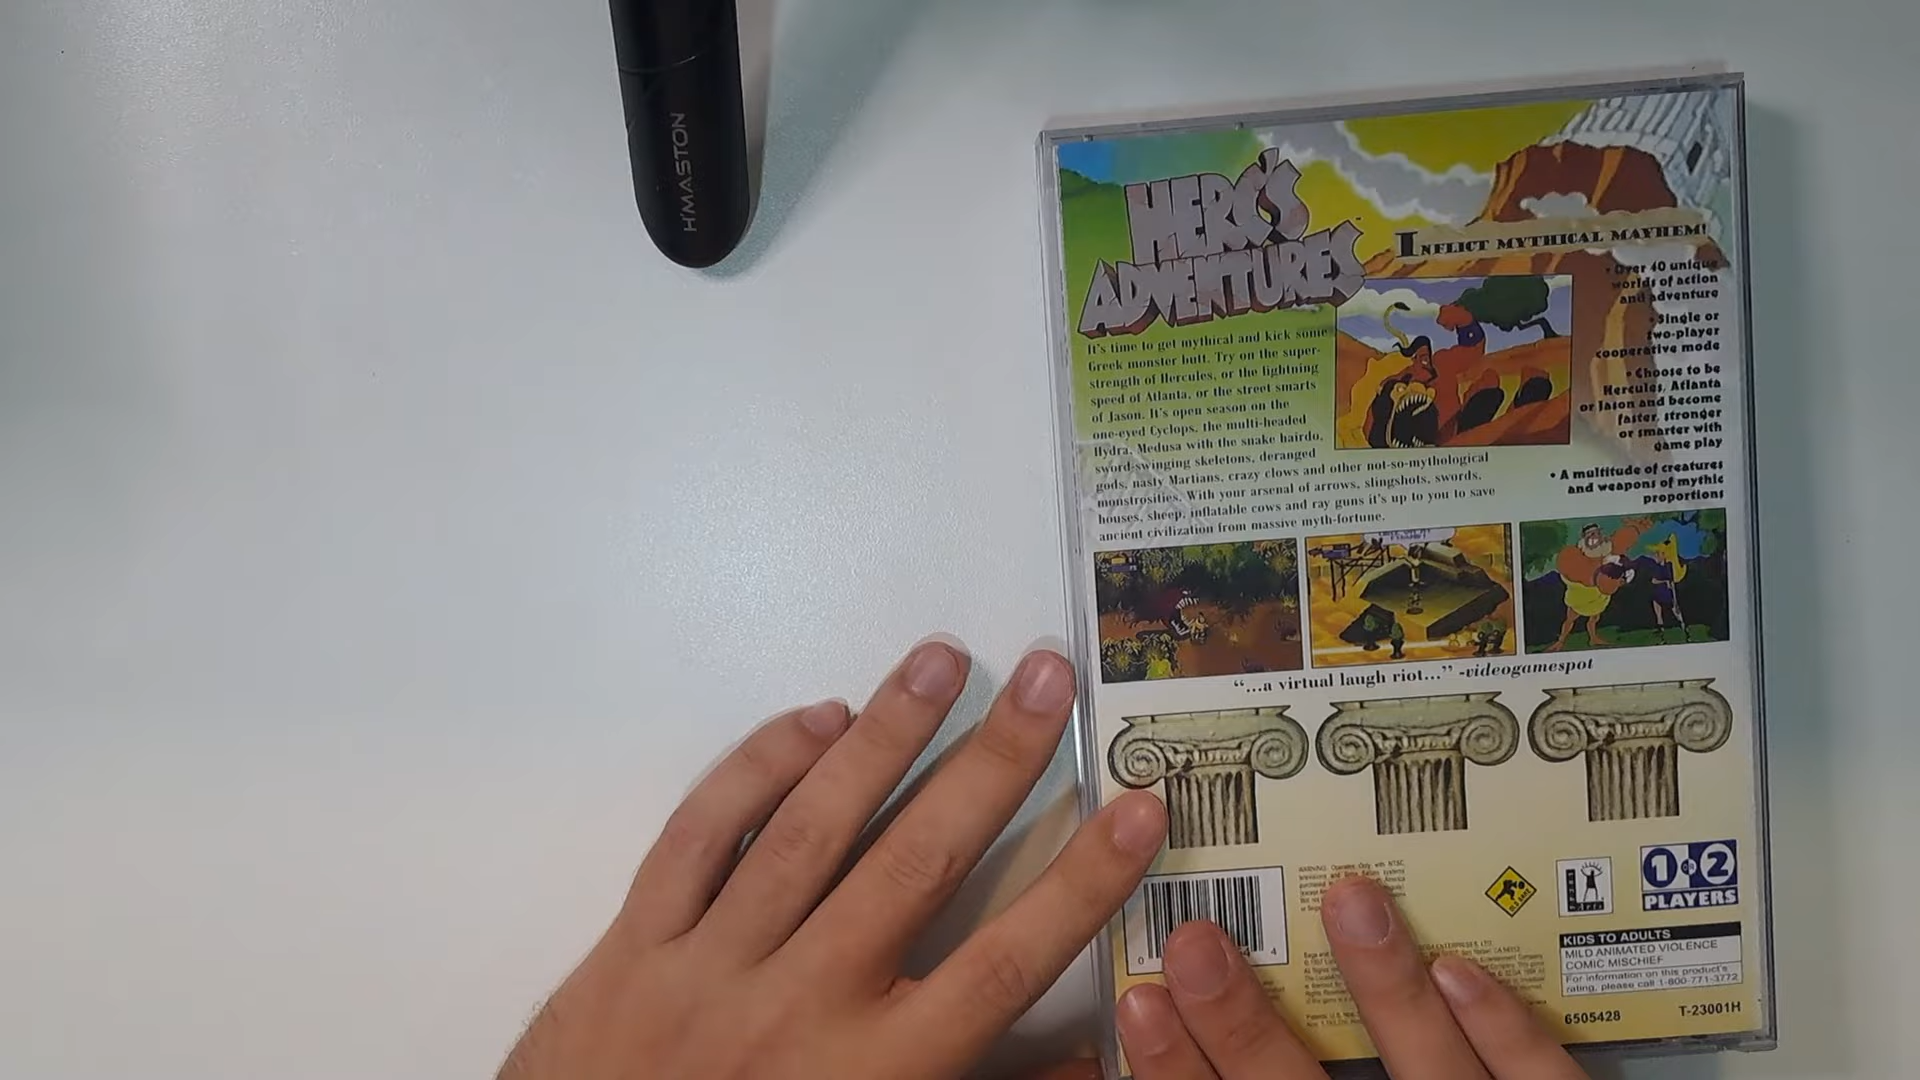 H'MASTON
HERC'S
ADVENTURES
INFLICT MYTHICAL MAYHEM!
• Over 40 unique
worlds of action
and adventure
• Single or
two-player
cooperative mode
• Choose to be
Hercules, Atlanta
or Jason and become
faster, stronger
or smarter with
game play
• A multitude of creatures
and weapons of mythic
proportions
It's time to get mythical and kick some
Greek monster butt. Try on the super-
strength of Hercules, or the lightning
speed of Atlanta, or the street smarts
of Jason. It's open season on the
one-eyed Cyclops, the multi-headed
Hydra, Medusa with the snake hairdo,
sword-swinging skeletons, deranged
gods, nasty Martians, crazy clowns and other not-so-mythological
monstrosities. With your arsenal of arrows, slingshots, swords,
houses, sheep, inflatable cows and ray guns it's up to you to save
ancient civilization from massive myth-fortune.
"...a virtual laugh riot..." -videogamespot
1 OR 2
PLAYERS
KIDS TO ADULTS
MILD ANIMATED VIOLENCE
COMIC MISCHIEF
For information on this product's
rating, please call 1-800-771-3772
6505428
T-23001H